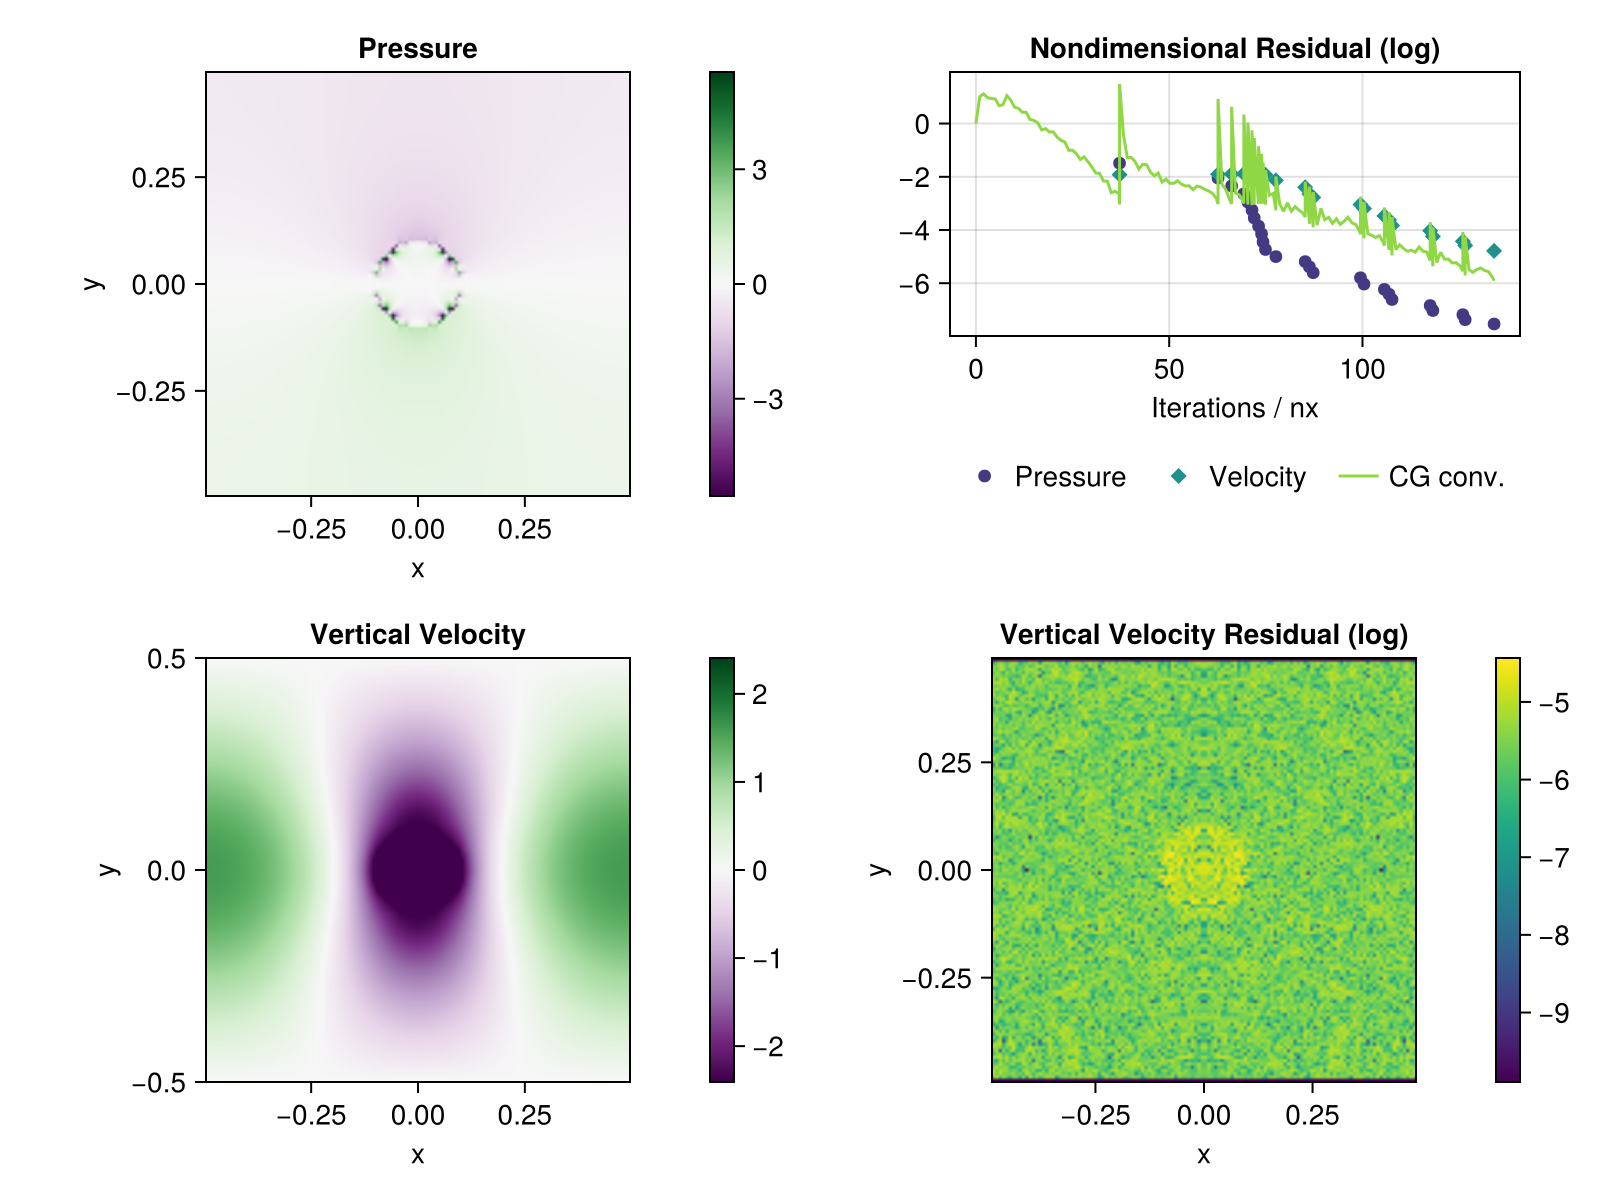 Pressure
0.25
0.00
−0.25
y
−0.25 0.00 0.25
x
3
0
−3
Nondimensional Residual (log)
0
−2
−4
−6
0 50 100
Iterations / nx
Pressure Velocity CG conv.
Vertical Velocity
0.5
0.0
−0.5
y
−0.25 0.00 0.25
x
2
1
0
−1
−2
Vertical Velocity Residual (log)
0.25
0.00
−0.25
y
−0.25 0.00 0.25
x
−5
−6
−7
−8
−9